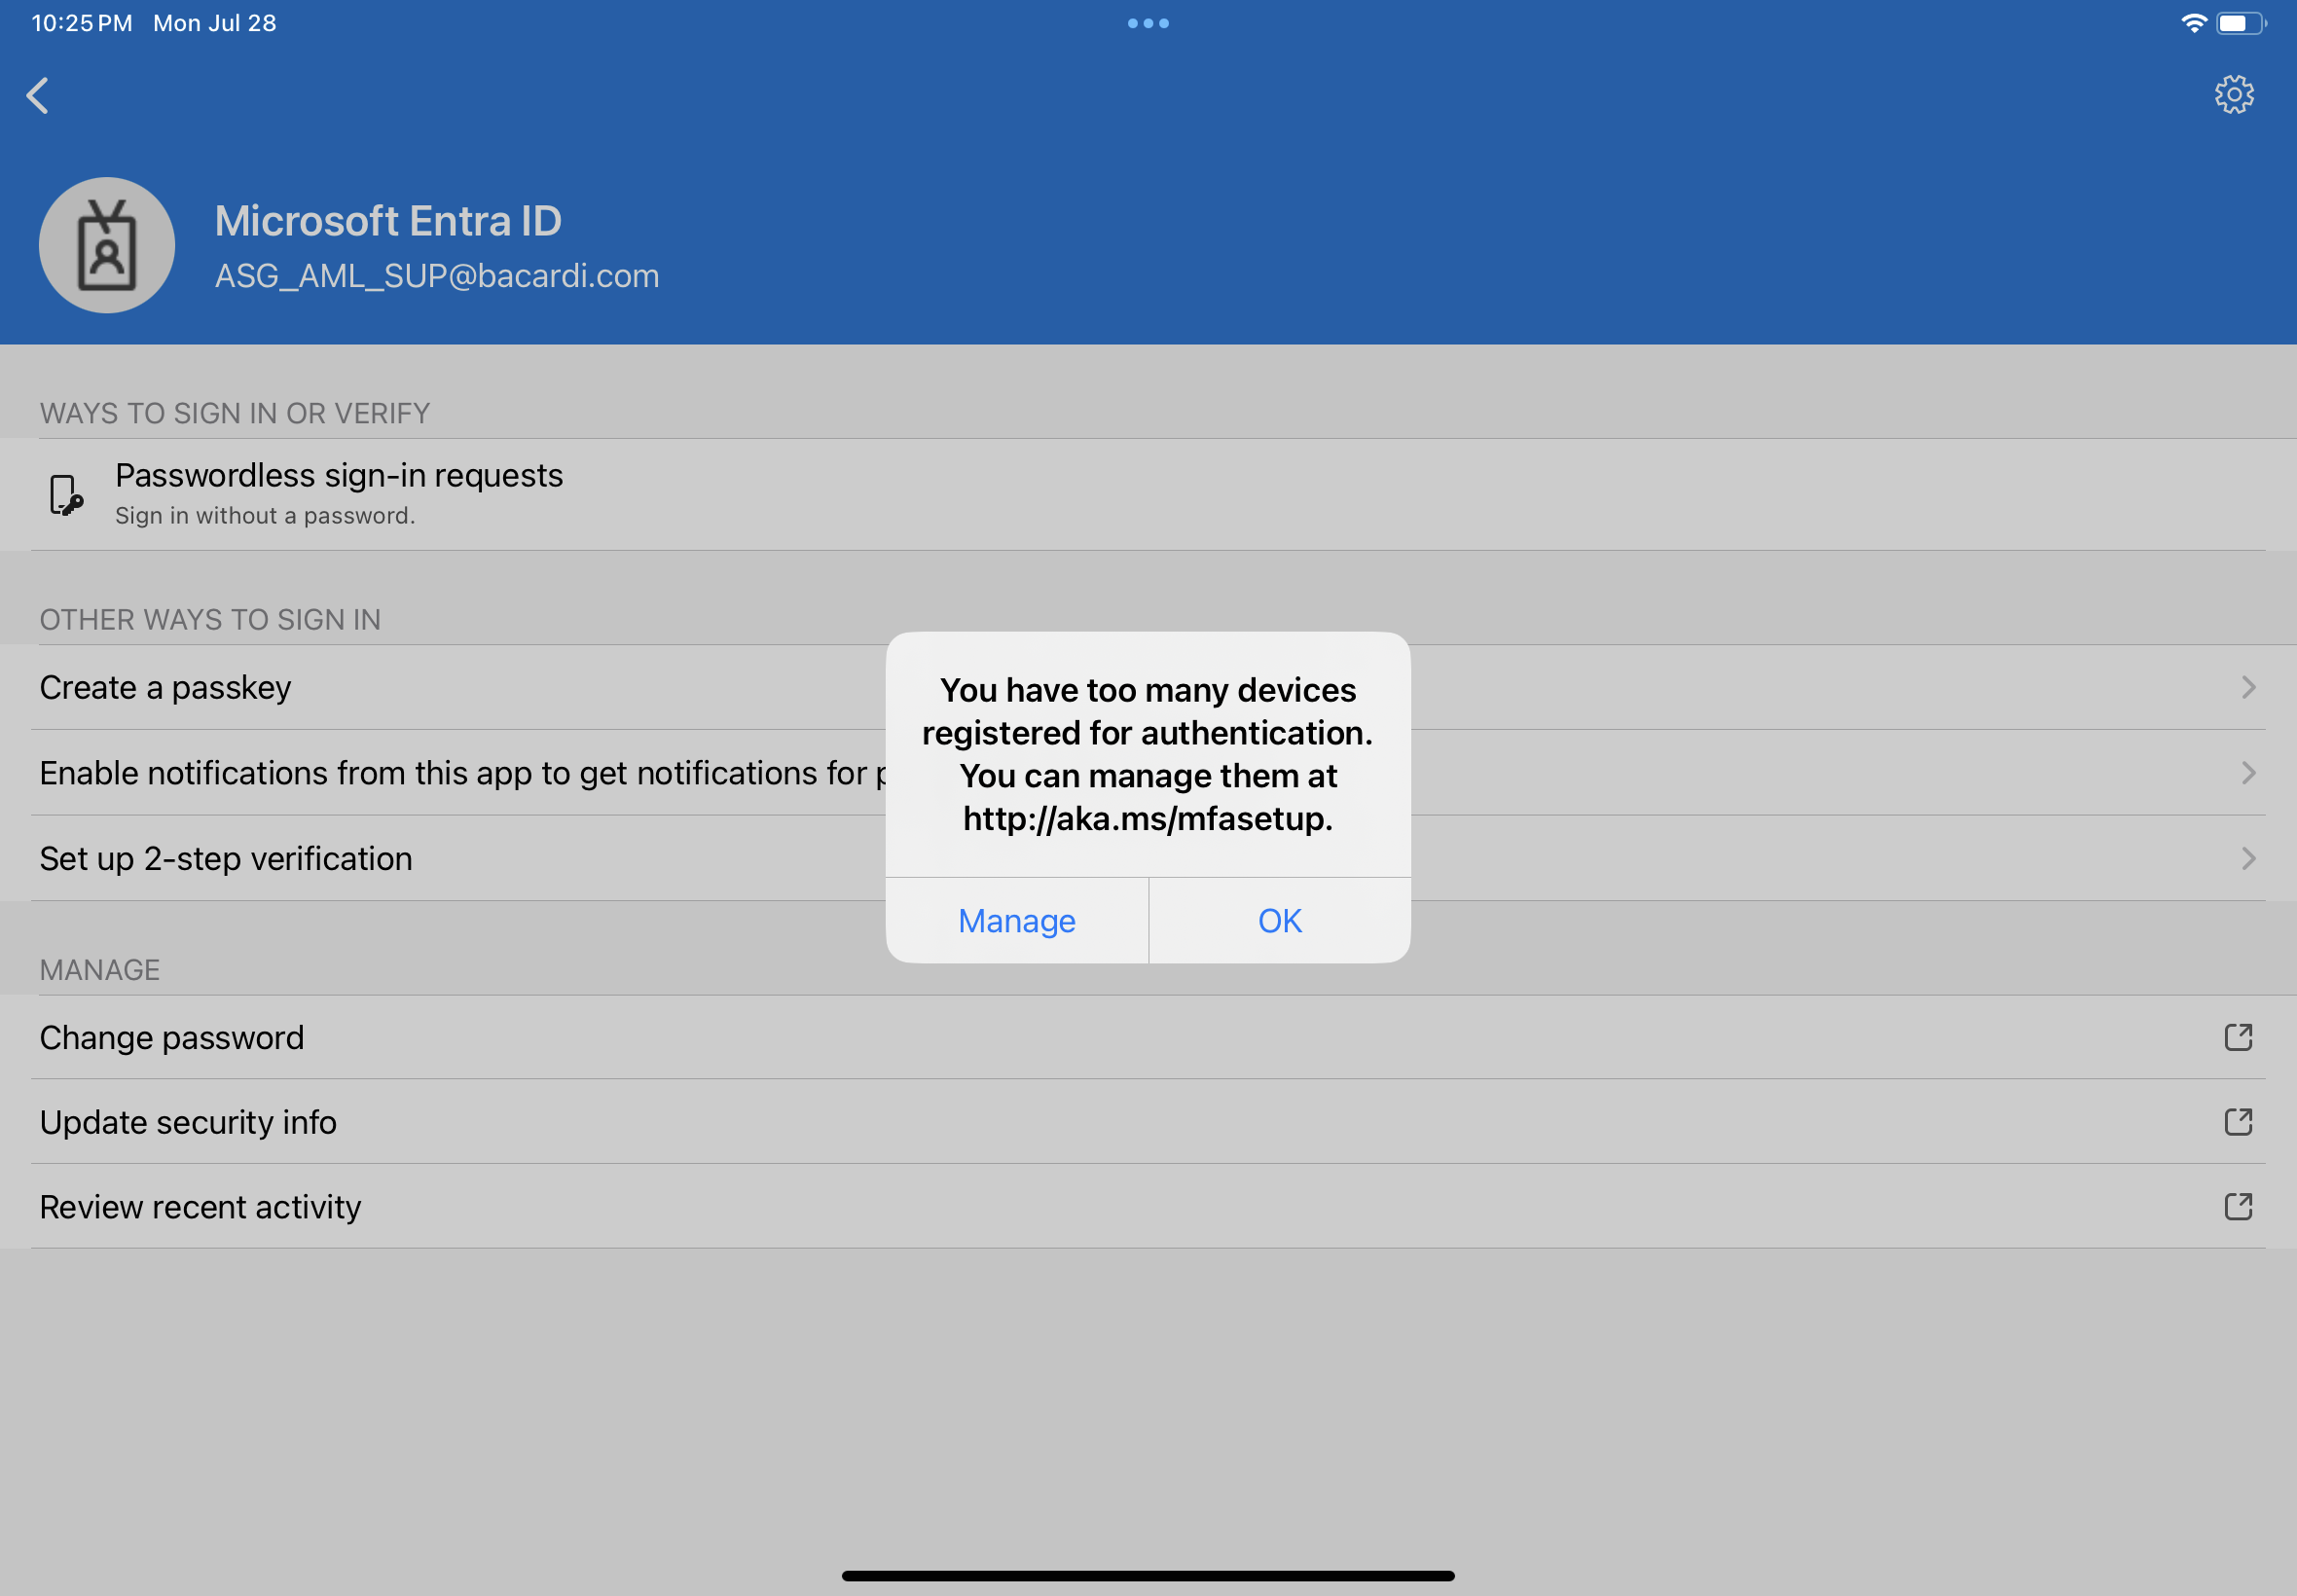 10:25 PM Mon Jul 28
Microsoft Entra ID
ASG_AML_SUP@bacardi.com
WAYS TO SIGN IN OR VERIFY
Passwordless sign-in requests
Sign in without a password.
OTHER WAYS TO SIGN IN
Create a passkey
Enable notifications from this app to get notifications for
Set up 2-step verification
You have too many devices
registered for authentication.
You can manage them at
http://aka.ms/mfasetup.
Manage OK
MANAGE
Change password
Update security info
Review recent activity